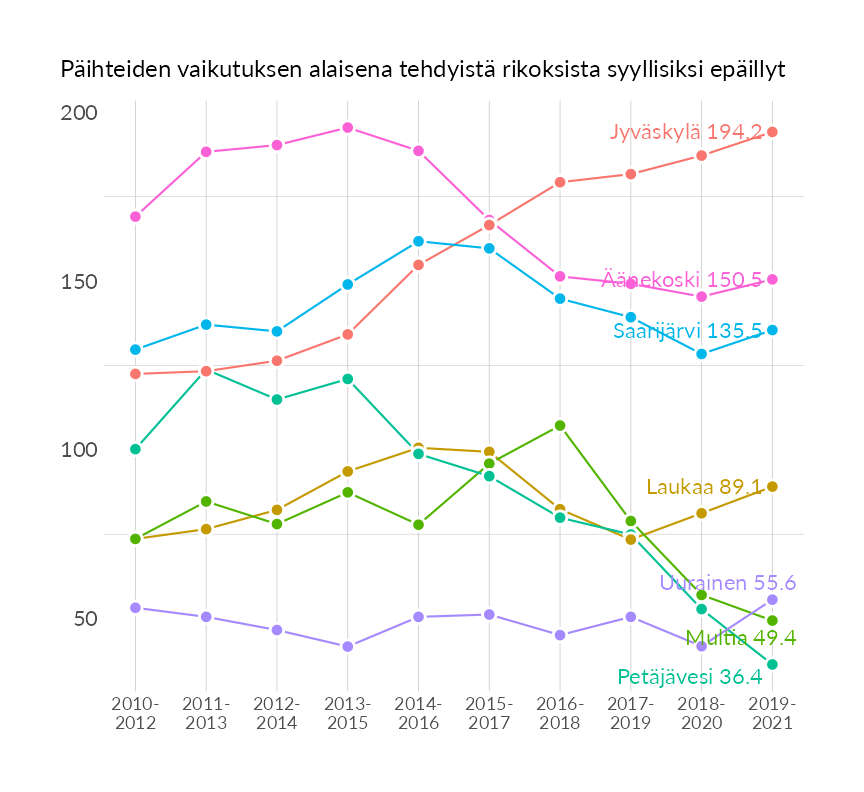 Päihteiden vaikutuksen alaisena tehdyistä rikoksista syyllisiksi epäillyt
200
Jyväskylä 194.2
150
Äänekoski 150.5
Saarijärvi 135.5
100
Laukaa 89.1
Uurainen 55.6
50
Multia 49.4
Petäjävesi 36.4
2010- 2011- 2012- 2013- 2014- 2015- 2016- 2017- 2018- 2019-
2012 2013 2014 2015 2016 2017 2018 2019 2020 2021